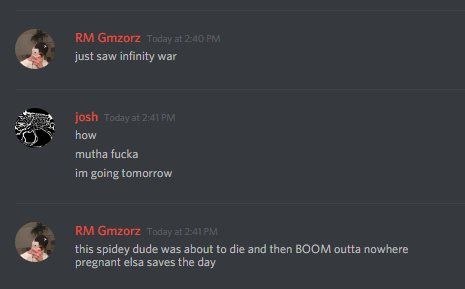 RM Gmzorz Today at 2:40 PM
just saw infinity war
josh Today at 2:41 PM
how
mutha fucka
im going tomorrow
RM Gmzorz Today at 2:41 PM
this spidey dude was about to die and then BOOM outta nowhere
pregnant elsa saves the day